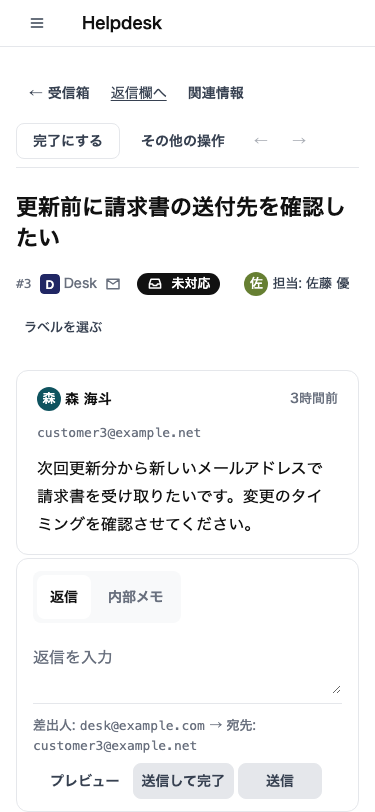 Helpdesk
← 受信箱 返信欄へ 関連情報
完了にする その他の操作 ← →
更新前に請求書の送付先を確認し
たい
#3 D Desk 未対応 佐 担当: 佐藤 優
ラベルを選ぶ
森 森 海斗 3時間前
customer3@example.net
次回更新分から新しいメールアドレスで
請求書を受け取りたいです。変更のタイ
ミングを確認させてください。
返信 内部メモ
返信を入力
差出人: desk@example.com → 宛先:
customer3@example.net
プレビュー 送信して完了 送信